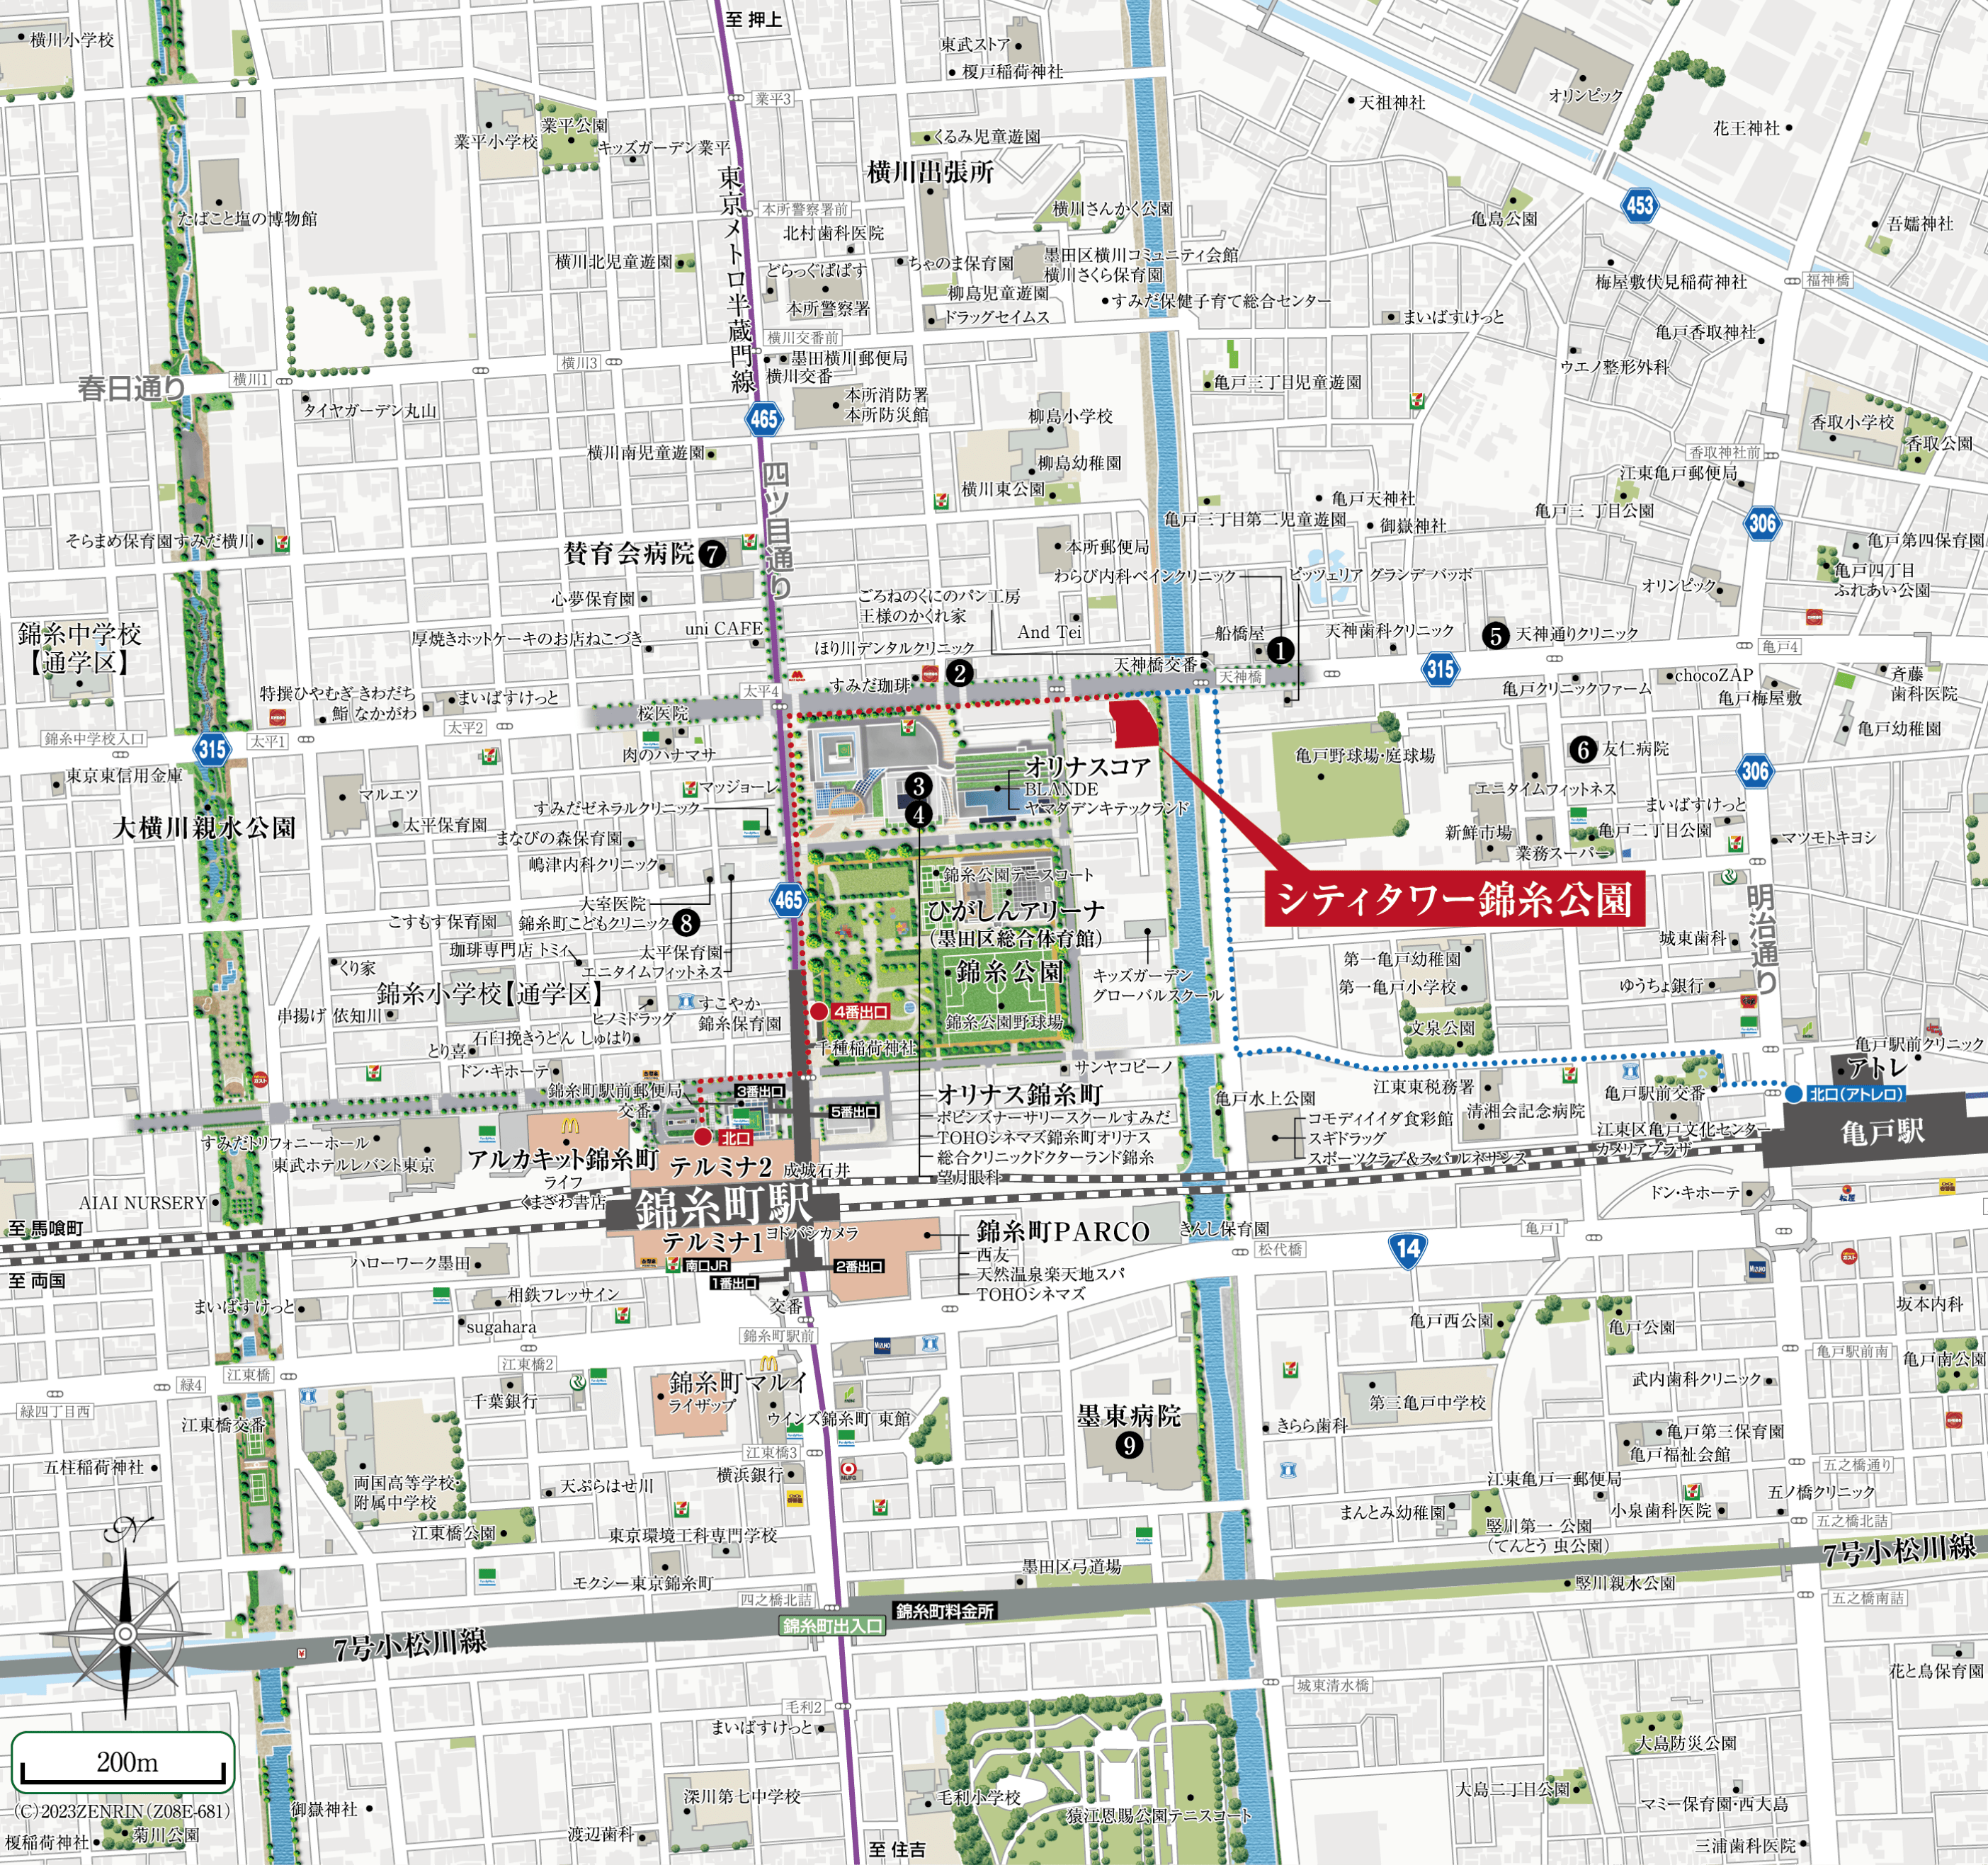 至 押上
横川小学校
東武ストア
榎戸稲荷神社
業平3
天祖神社
オリンピック
花王神社
業平小学校
業平公園
キッズガーデン業平
くるみ児童遊園
東京メトロ半蔵門線
横川出張所
たばこと塩の博物館
本所警察署前
横川さんかく公園
453
亀島公園
吾嬬神社
北村歯科医院
横川北児童遊園
どらっぐぱぱす
ちゃのま保育園
墨田区横川コミュニティ会館
横川さくら保育園
本所警察署
柳島児童遊園
すみだ保健子育て総合センター
ドラッグセイムス
まいばすけっと
梅屋敷伏見稲荷神社
福神橋
亀戸香取神社
横川交番前
横川3
墨田横川郵便局
横川交番
ウエノ整形外科
春日通り
横川1
タイヤガーデン丸山
本所消防署
本所防災館
亀戸三丁目児童遊園
465
柳島小学校
香取小学校
香取公園
横川南児童遊園
四ツ目通り
柳島幼稚園
横川東公園
香取神社前
江東亀戸郵便局
亀戸天神社
亀戸三丁目第二児童遊園
御嶽神社
亀戸三丁目公園
306
そらまめ保育園すみだ横川
賛育会病院
7
本所郵便局
亀戸第四保育園
亀戸四丁目
ふれあい公園
わらび内科ペインクリニック
ピッツェリア グランデ バッボ
オリンピック
心夢保育園
ごろねのくにのパン工房
王様のかくれ家
錦糸中学校
【通学区】
厚焼きホットケーキのお店ねこづき
uni CAFE
And Tei
船橋屋
1
天神歯科クリニック
5
天神通りクリニック
亀戸4
ほり川デンタルクリニック
2
天神橋交番
天神橋
315
すみだ珈琲
亀戸クリニックファーム
chocoZAP
亀戸梅屋敷
斉藤
歯科医院
特撰ひやむぎ きわだち
鮨 なかがわ
まいばすけっと
太平4
桜医院
太平2
太平1
錦糸中学校入口
315
肉のハナマサ
亀戸野球場・庭球場
6
友仁病院
亀戸幼稚園
東京東信用金庫
マルエツ
太平保育園
マッジョーレ
すみだゼネラルクリニック
3
4
オリナスコア
BLANDE
ヤマダデンキテックランド
306
エニタイムフィットネス
まいばすけっと
大横川親水公園
まなびの森保育園
嶋津内科クリニック
新鮮市場
業務スーパー
亀戸二丁目公園
マツモトキヨシ
シティタワー錦糸公園
465
大室医院
こすもす保育園
錦糸町こどもクリニック
8
錦糸公園テニスコート
ひがしんアリーナ
(墨田区総合体育館)
錦糸公園
明治通り
珈琲専門店 トミィ
太平保育園
エニタイムフィットネス
くり家
錦糸小学校【通学区】
串揚げ 依知川
ヒノミドラッグ
すこやか
錦糸保育園
石臼挽きうどん しゅはり
とり喜
4番出口
錦糸公園野球場
千種稲荷神社
キッズガーデン
グローバルスクール
城東歯科
第一亀戸幼稚園
第一亀戸小学校
ゆうちょ銀行
文泉公園
サンヤコピーノ
亀戸駅前クリニック
アトレ
ドン・キホーテ
錦糸町駅前郵便局
交番
3番出口
5番出口
北口
オリナス錦糸町
ポピンズナーサリースクールすみだ
TOHOシネマズ錦糸町オリナス
総合クリニックドクターランド錦糸
望月眼科
亀戸水上公園
江東東税務署
清湘会記念病院
亀戸駅前交番
北口(アトレ口)
亀戸駅
コモディイイダ食彩館
スギドラッグ
スポーツクラブ&スパ ルネサンス
江東区亀戸文化センター
カメリアプラザ
すみだトリフォニーホール
東武ホテルレバント東京
アルカキット錦糸町
ライフ
くまざわ書店
テルミナ2
成城石井
錦糸町駅
AIAI NURSERY
至 馬喰町
至 両国
テルミナ1
ヨドバシカメラ
錦糸町PARCO
西友
天然温泉楽天地スパ
TOHOシネマズ
きんし保育園
松代橋
亀戸1
14
ドン・キホーテ
ハローワーク墨田
南口JR
1番出口
2番出口
交番
相鉄フレッサイン
sugahara
まいばすけっと
錦糸町駅前
坂本内科
亀戸西公園
亀戸公園
亀戸駅前南
亀戸南公園
江東橋
江東橋2
緑4
緑四丁目西
千葉銀行
錦糸町マルイ
ライザップ
ウインズ錦糸町 東館
江東橋3
横浜銀行
江東橋交番
墨東病院
9
きらら歯科
第三亀戸中学校
武内歯科クリニック
亀戸第三保育園
亀戸福祉会館
五之橋通り
五柱稲荷神社
両国高等学校・
附属中学校
天ぷらはせ川
江東亀戸一郵便局
五ノ橋クリニック
まんとみ幼稚園
竪川第一 公園
(てんとう 虫公園)
小泉歯科医院
五之橋北詰
江東橋公園
東京環境工科専門学校
モクシー東京錦糸町
墨田区弓道場
竪川親水公園
7号小松川線
四之橋北詰
錦糸町料金所
錦糸町出入口
五之橋南詰
7号小松川線
城東清水橋
花と鳥保育園
毛利2
まいばすけっと
大島防災公園
N
200m
(C)2023ZENRIN(Z08E-681)
御嶽神社
榎稲荷神社
菊川公園
深川第七中学校
渡辺歯科
毛利小学校
至 住吉
猿江恩賜公園テニスコート
大島二丁目公園
マミー保育園・西大島
三浦歯科医院